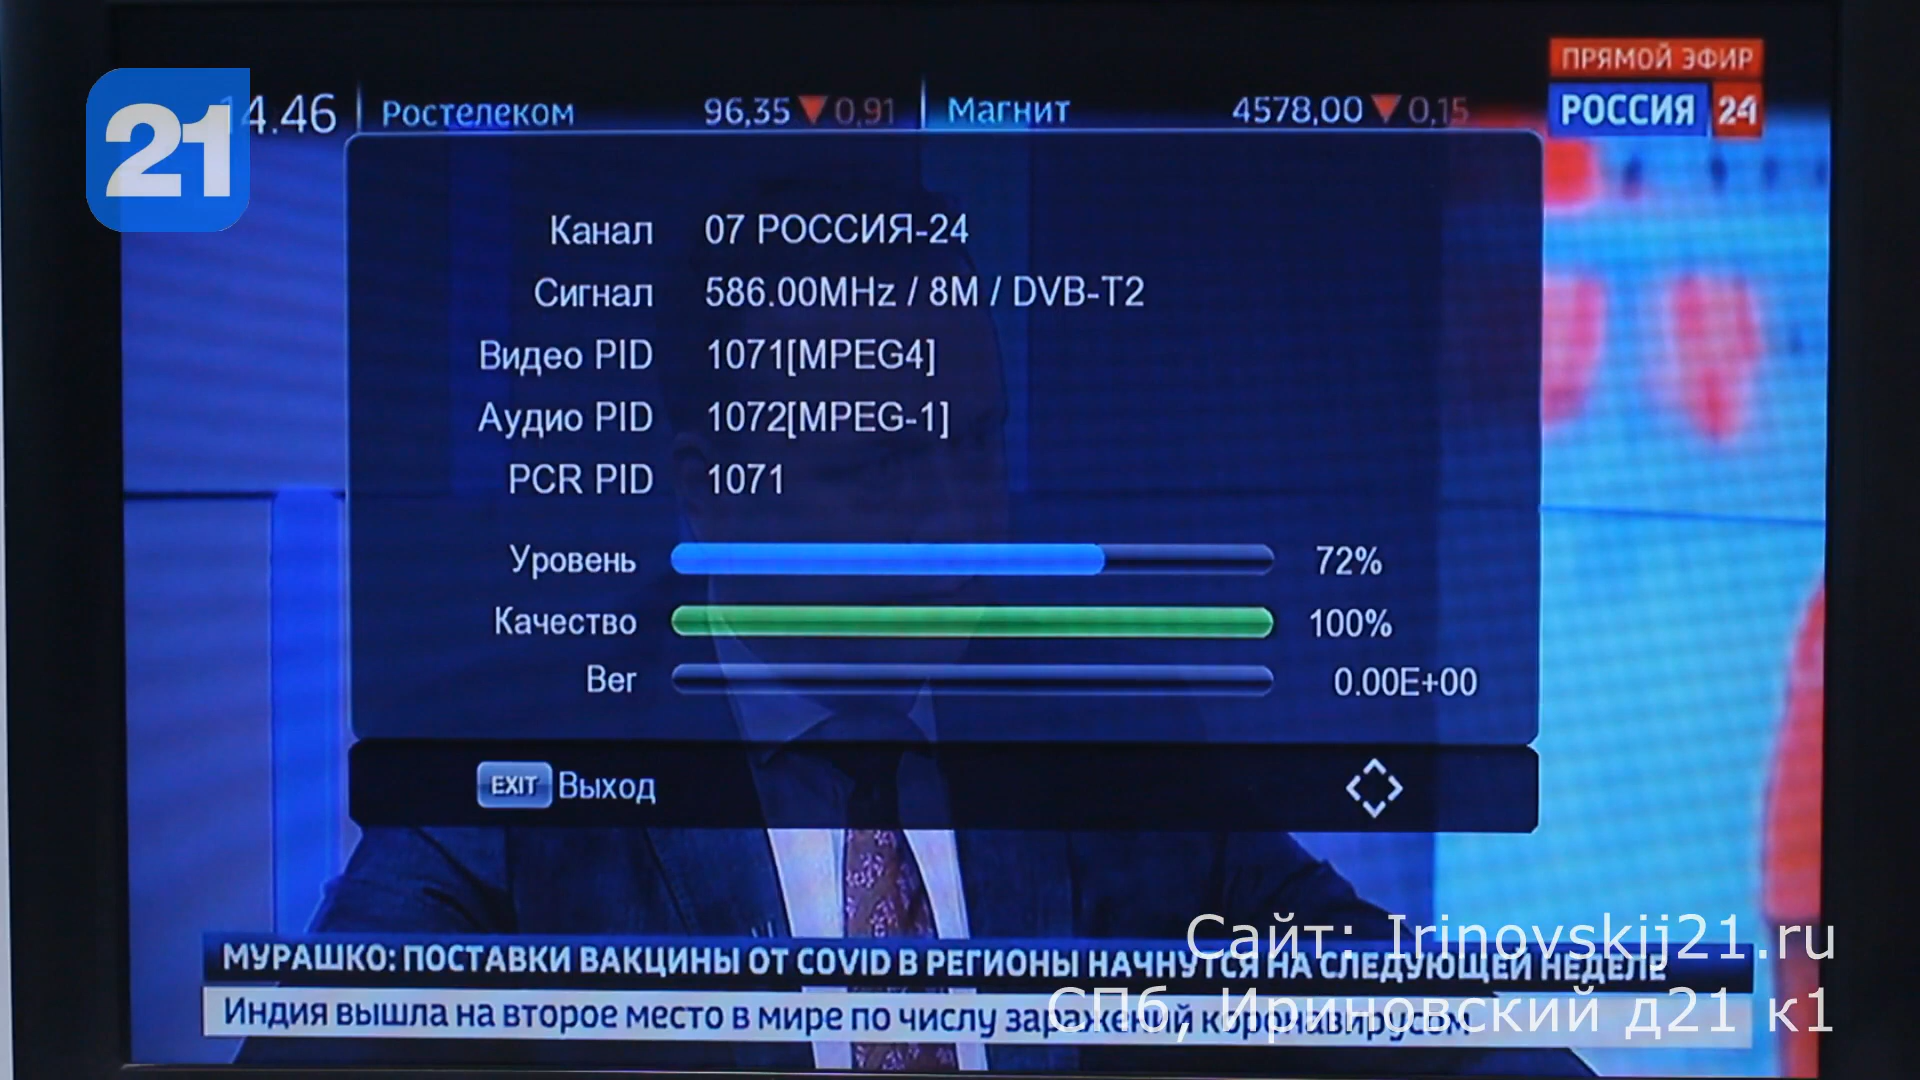 ПРЯМОЙ ЭФИР
21
14.46 Ростелеком 96,35 ▼0,91 Магнит 4578,00 ▼0,15
РОССИЯ 24
Канал 07 РОССИЯ-24
Сигнал 586.00MHz / 8M / DVB-T2
Видео PID 1071[MPEG4]
Аудио PID 1072[MPEG-1]
PCR PID 1071
Уровень 72%
Качество 100%
Ber 0.00E+00
EXIT Выход
Сайт: Irinovskij21.ru
МУРАШКО: ПОСТАВКИ ВАКЦИНЫ ОТ COVID В РЕГИОНЫ НАЧНУТСЯ НА СЛЕДУЮЩЕЙ НЕДЕЛЕ
СПб, Ириновский д21 к1
Индия вышла на второе место в мире по числу заражений коронавирусом